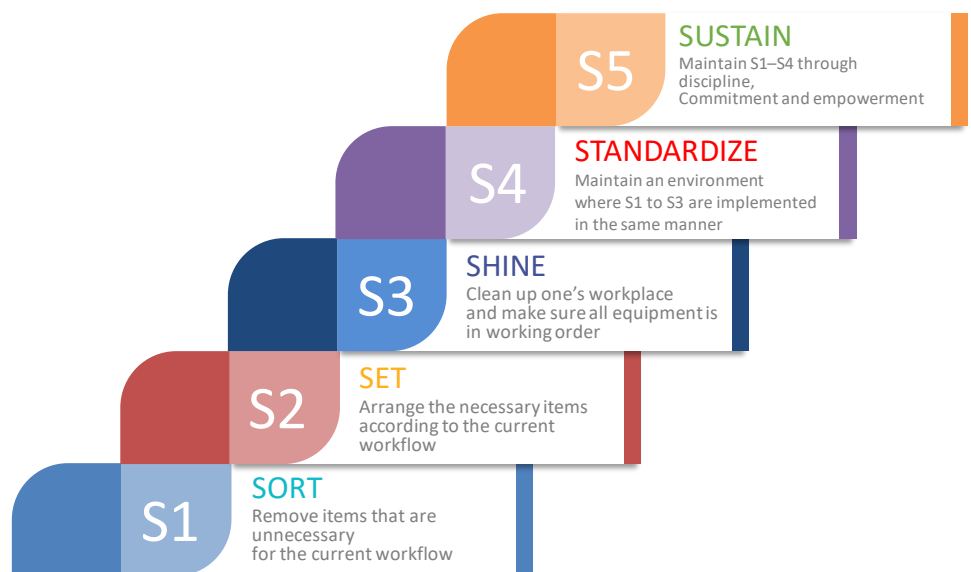 S5
SUSTAIN
Maintain S1–S4 through
discipline,
Commitment and empowerment
S4
STANDARDIZE
Maintain an environment
where S1 to S3 are implemented
in the same manner
S3
SHINE
Clean up one’s workplace
and make sure all equipment is
in working order
S2
SET
Arrange the necessary items
according to the current
workflow
S1
SORT
Remove items that are
unnecessary
for the current workflow